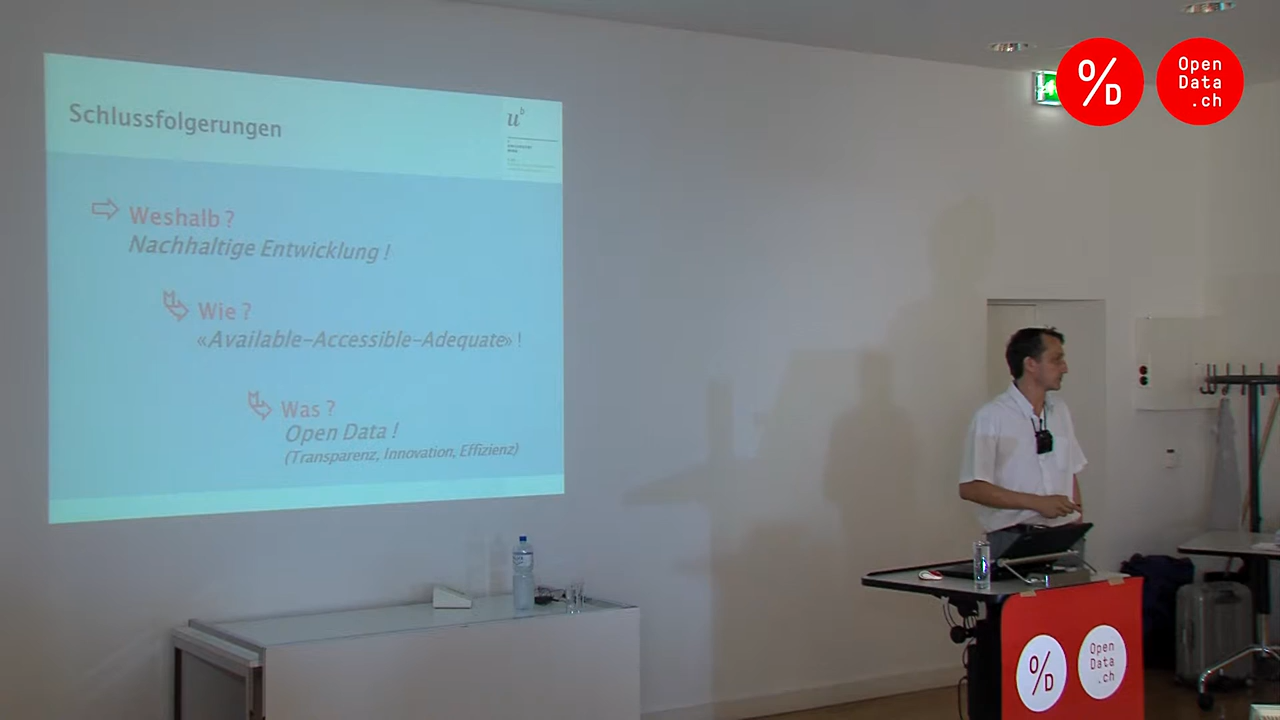 Schlussfolgerungen
u^b
Weshalb ?
Nachhaltige Entwicklung !
Wie ?
«Available-Accessible-Adequate» !
Was ?
Open Data !
(Transparenz, Innovation, Effizienz)
%D
Open
Data
.ch
%D
Open
Data
.ch